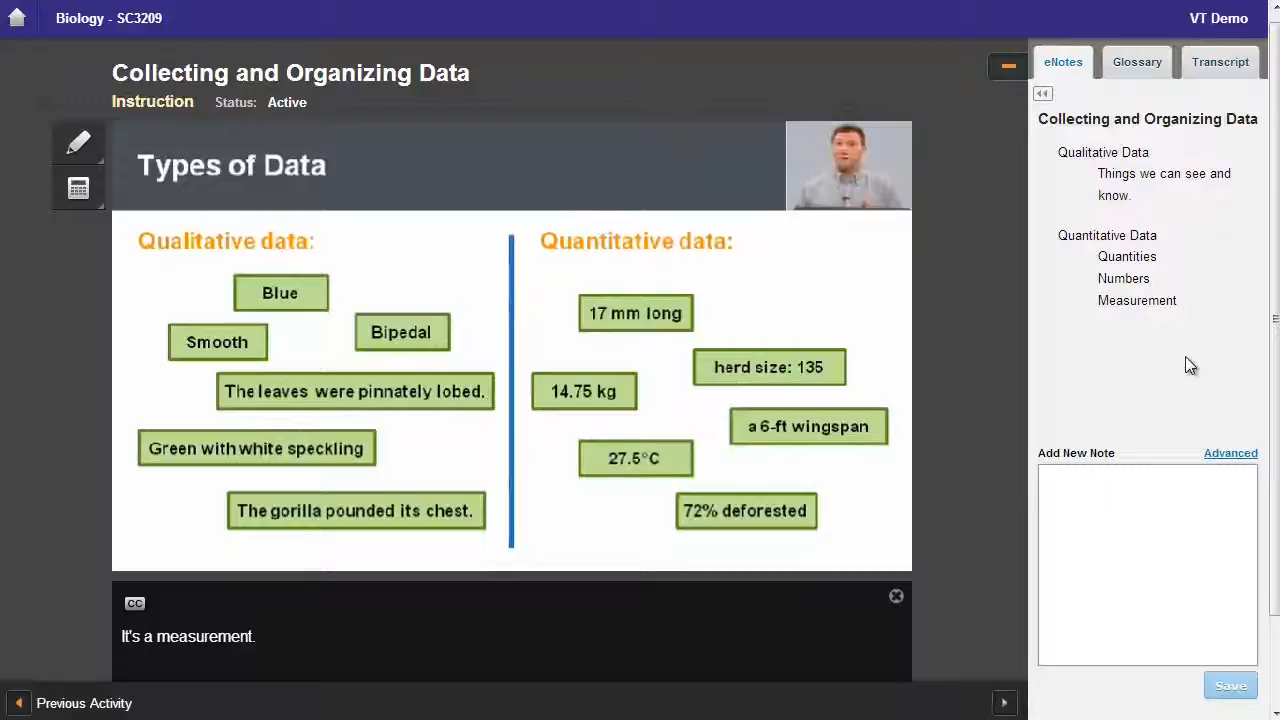 Biology - SC3209
VT Demo
Collecting and Organizing Data
Instruction Status: Active
Types of Data
Qualitative data:
Blue
Smooth
Bipedal
The leaves were pinnately lobed.
Green with white speckling
The gorilla pounded its chest.
Quantitative data:
17 mm long
herd size: 135
14.75 kg
a 6-ft wingspan
27.5°C
72% deforested
CC
It's a measurement.
Previous Activity
eNotes
Glossary
Transcript
Collecting and Organizing Data
Qualitative Data
Things we can see and
know.
Quantitative Data
Quantities
Numbers
Measurement
Add New Note
Advanced
Save